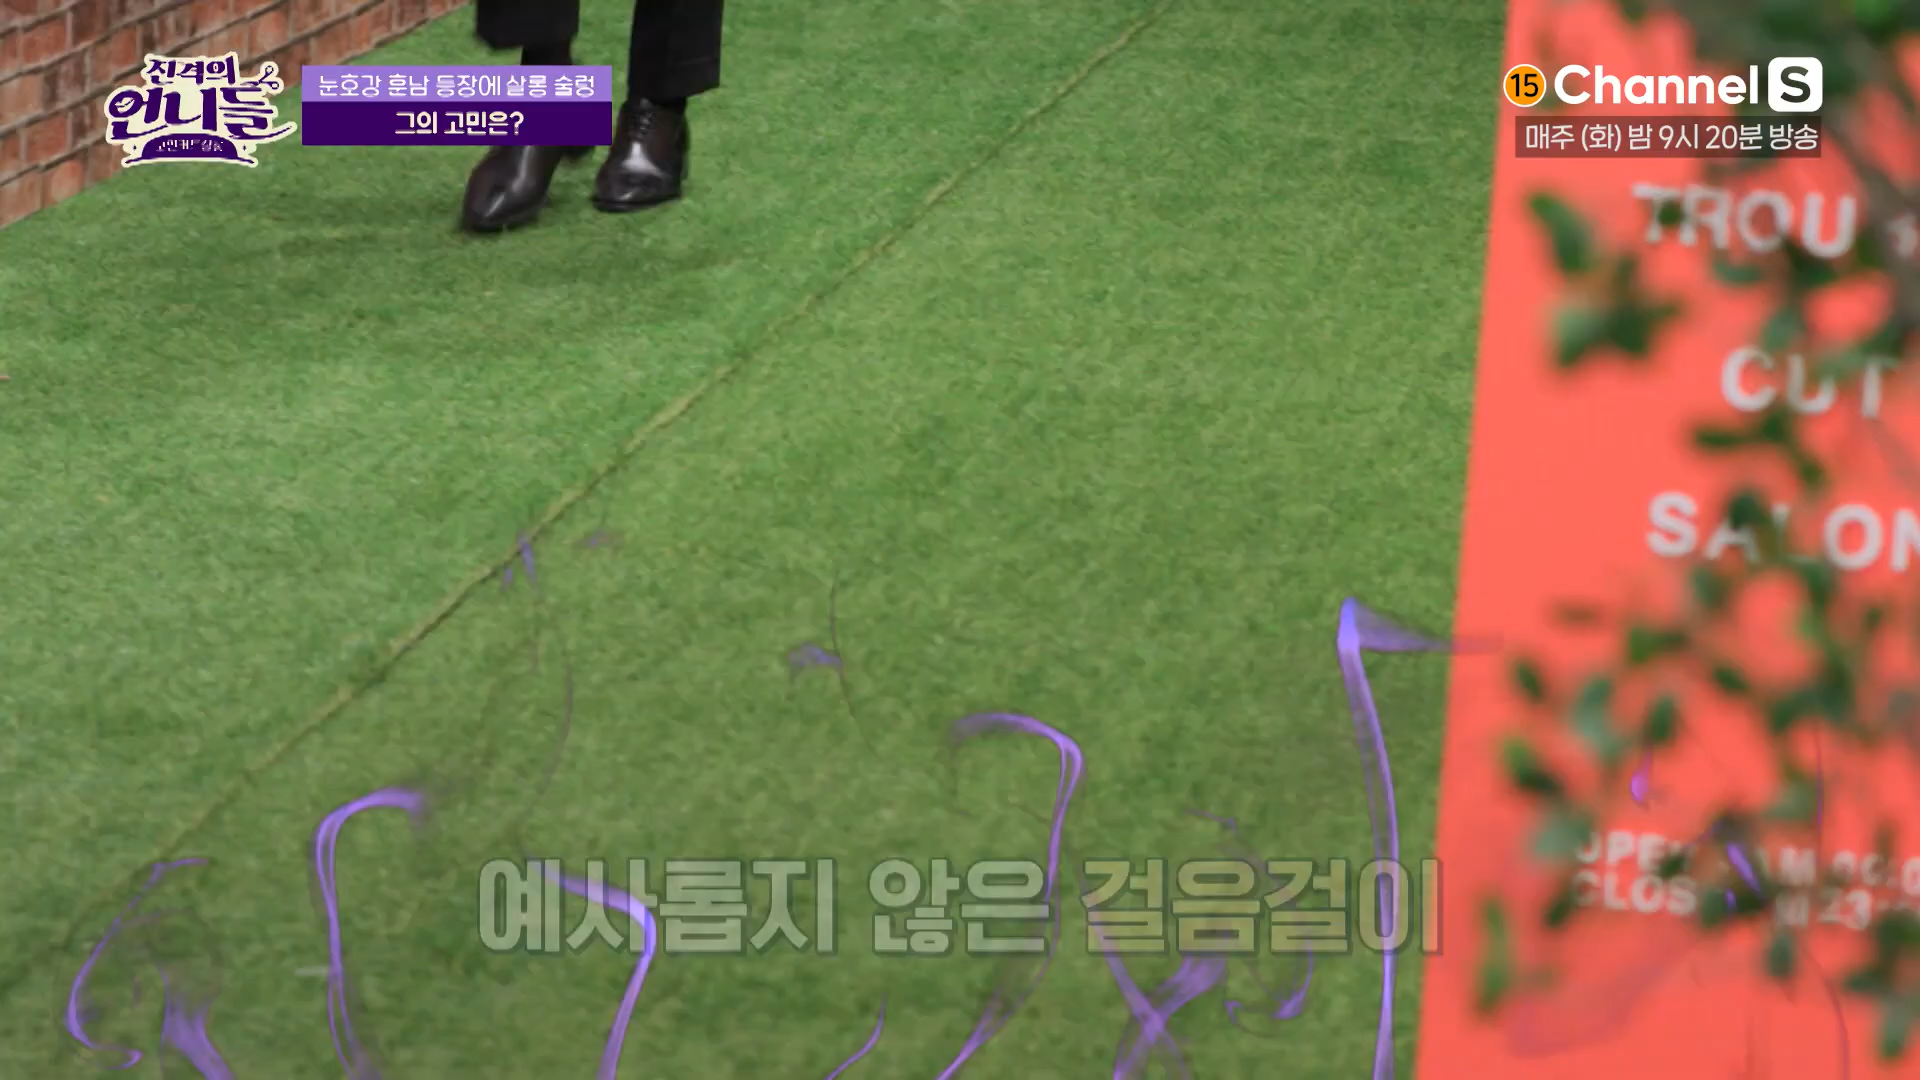 진격의
언니들
눈호강 훈남 등장에 살롱 술렁
그의 고민은?
15 Channel S
매주 (화) 밤 9시 20분 방송
TROU
CUT
SALON
예사롭지 않은 걸음걸이